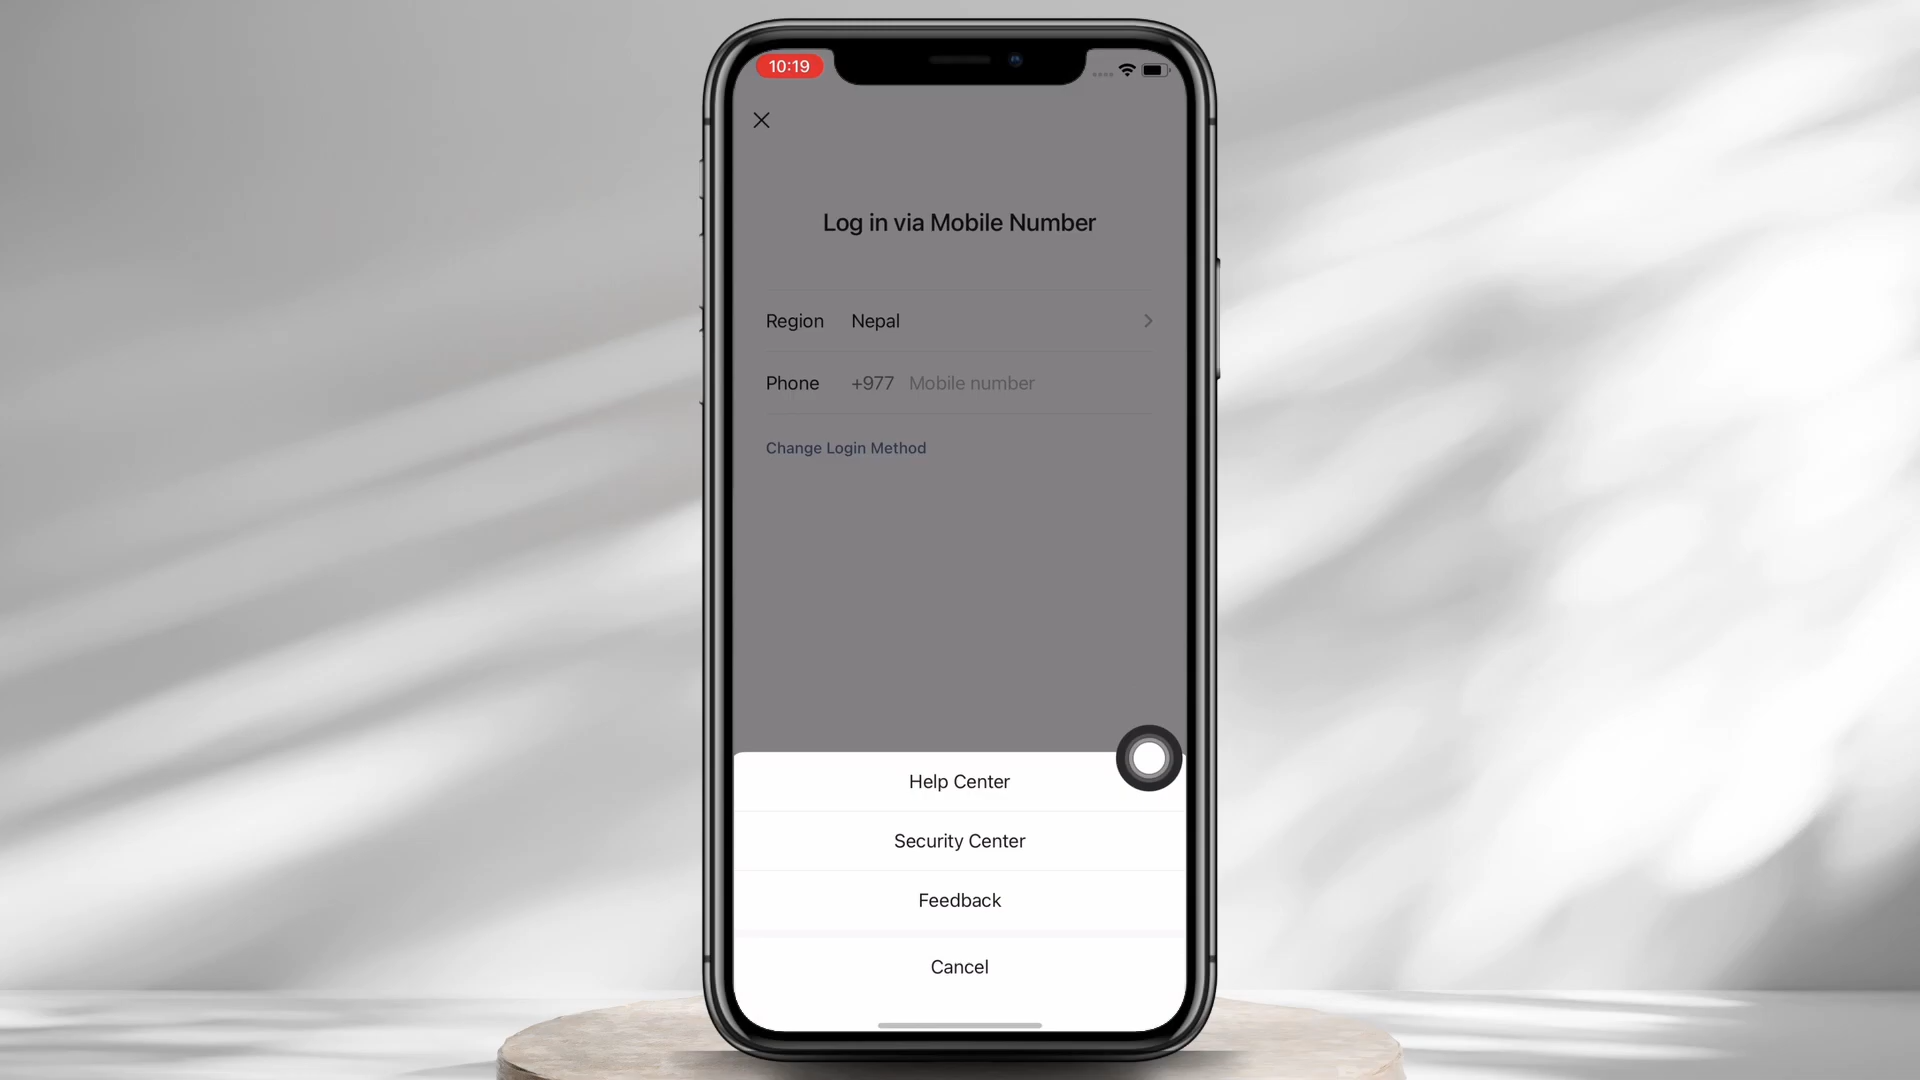 10:19
Log in via Mobile Number
Region Nepal
Phone +977 Mobile number
Change Login Method
Help Center
Security Center
Feedback
Cancel